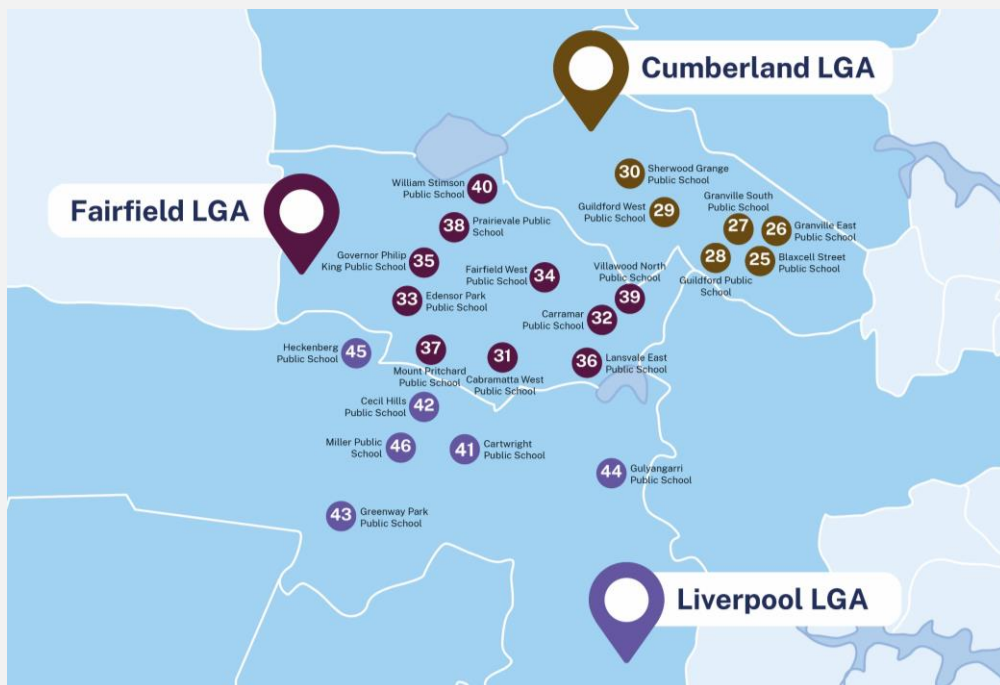 Cumberland LGA
Fairfield LGA
30
Sherwood Grange
Public School
William Stimson
Public School
40
Guildford West
Public School
29
Granville South
Public School
27
26
Granville East
Public School
38
Prairievale Public
School
Governor Philip
King Public School
35
Fairfield West
Public School
34
Villawood North
Public School
39
28
Guildford Public
School
25
Blaxcell Street
Public School
33
Edensor Park
Public School
Carramar
Public School
32
Heckenberg
Public School
45
37
Mount Pritchard
Public School
31
Cabramatta West
Public School
36
Lansvale East
Public School
Cecil Hills
Public School
42
Miller Public
School
46
41
Cartwright
Public School
44
Gulyangarri
Public School
43
Greenway Park
Public School
Liverpool LGA